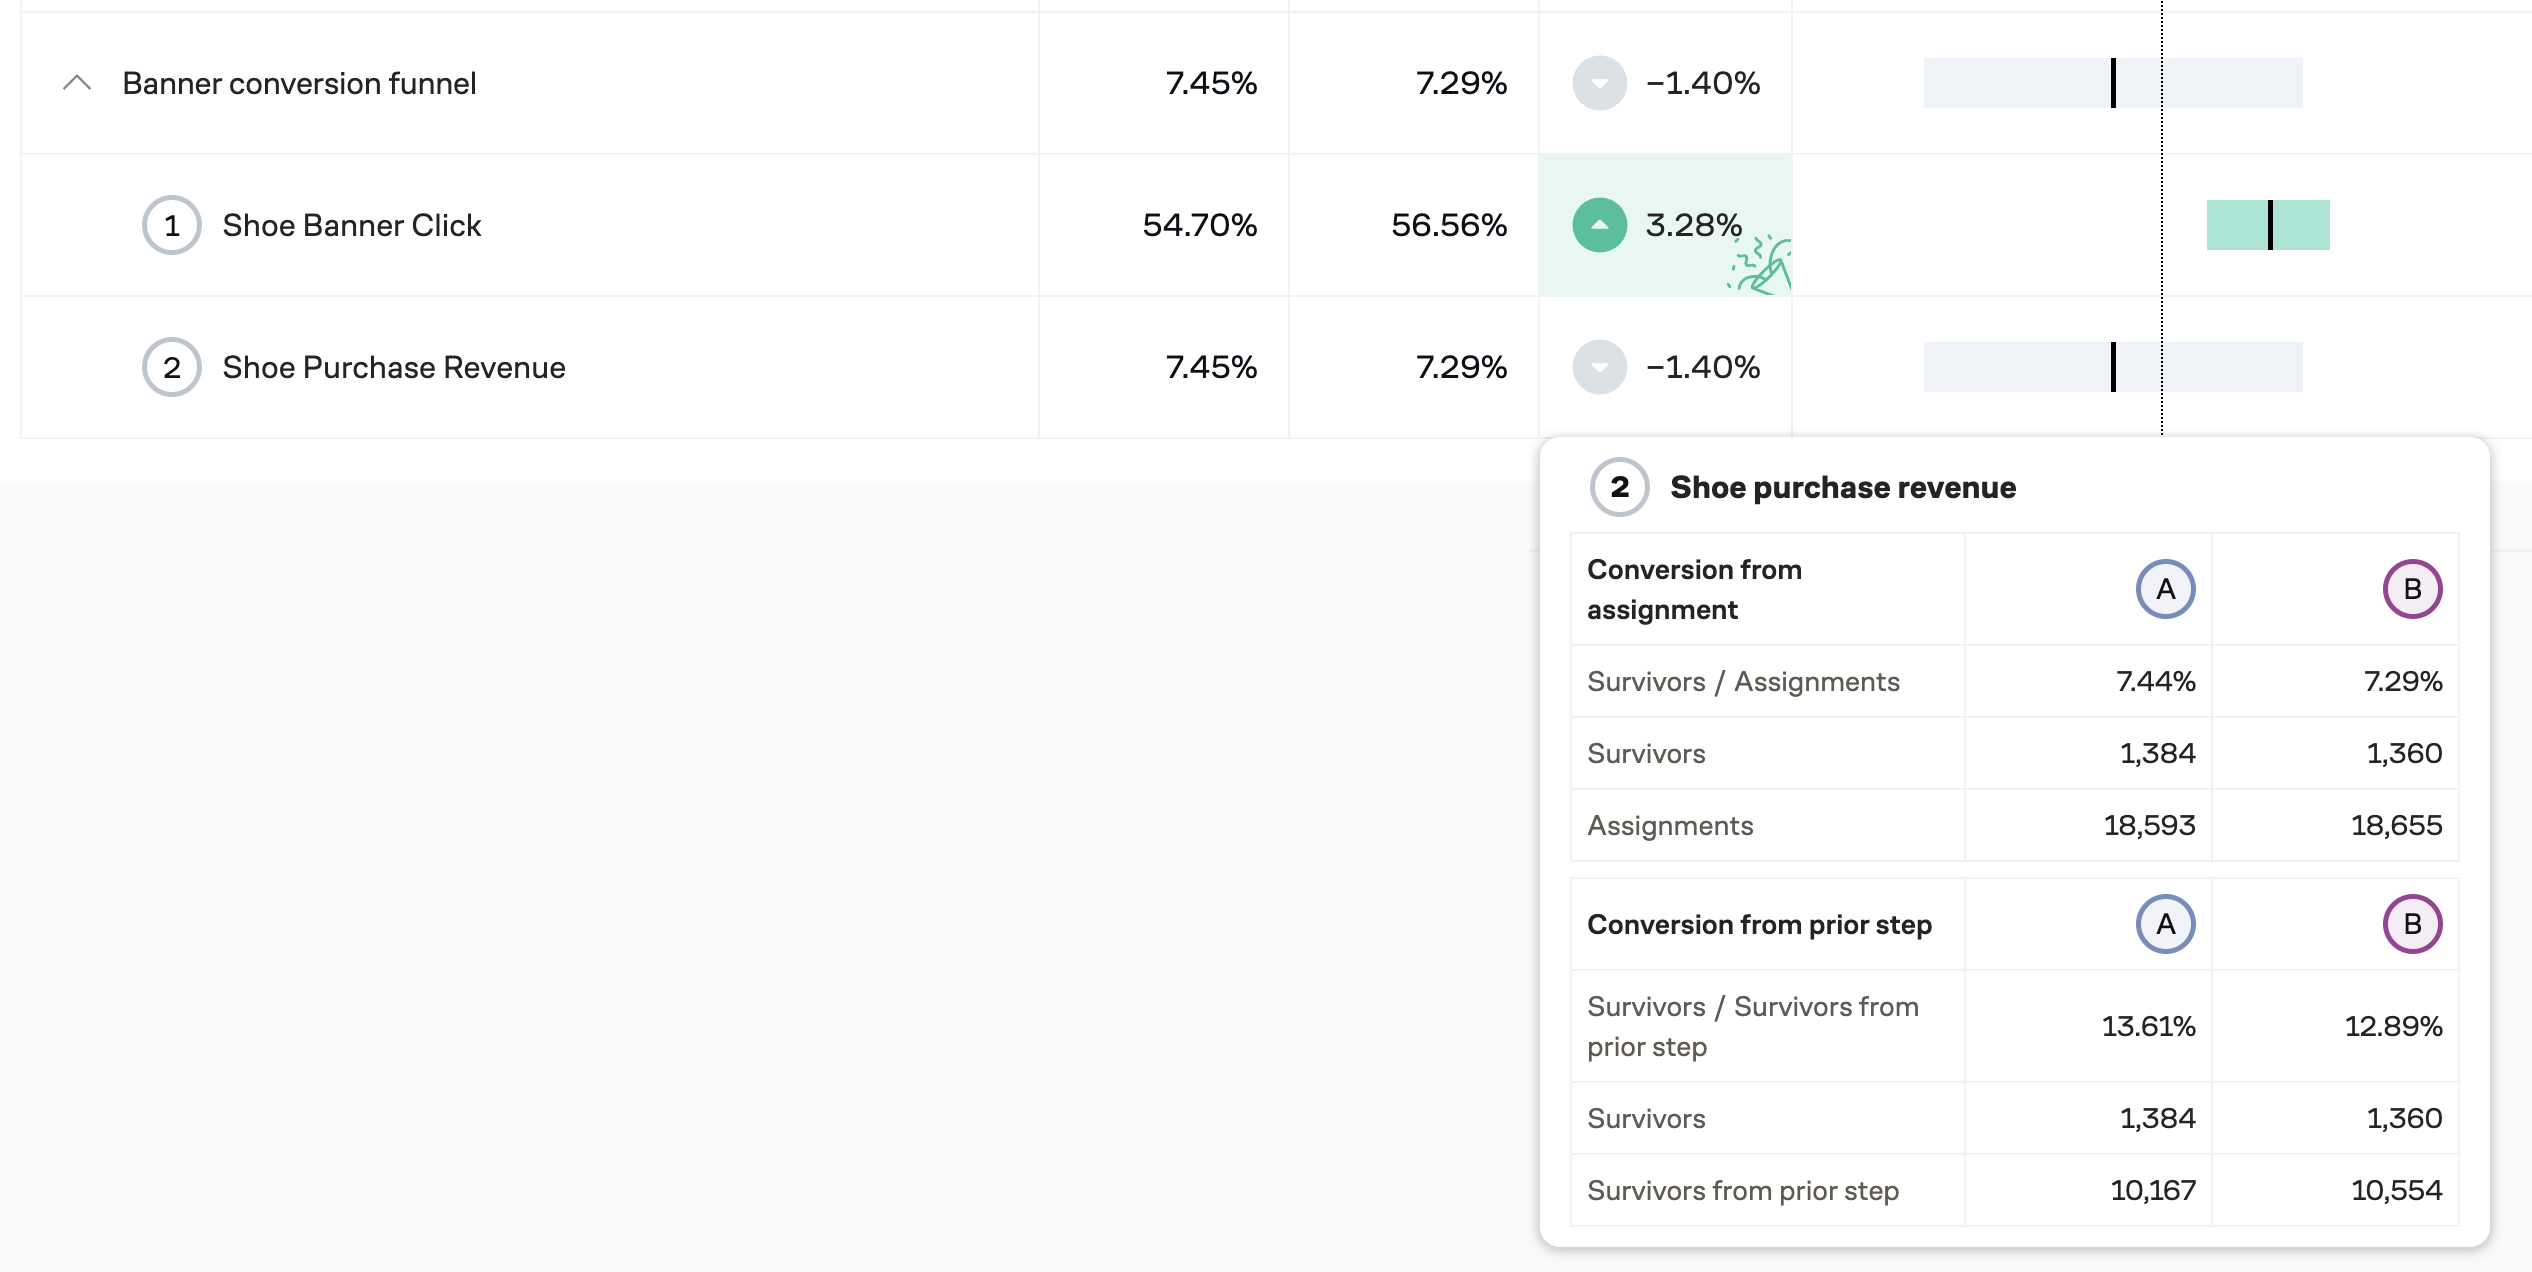 Banner conversion funnel 7.45% 7.29% −1.40%
1 Shoe Banner Click 54.70% 56.56% 3.28%
2 Shoe Purchase Revenue 7.45% 7.29% −1.40%
2 Shoe purchase revenue
Conversion from
assignment
A B
Survivors / Assignments 7.44% 7.29%
Survivors 1,384 1,360
Assignments 18,593 18,655
Conversion from prior step A B
Survivors / Survivors from
prior step
13.61% 12.89%
Survivors 1,384 1,360
Survivors from prior step 10,167 10,554